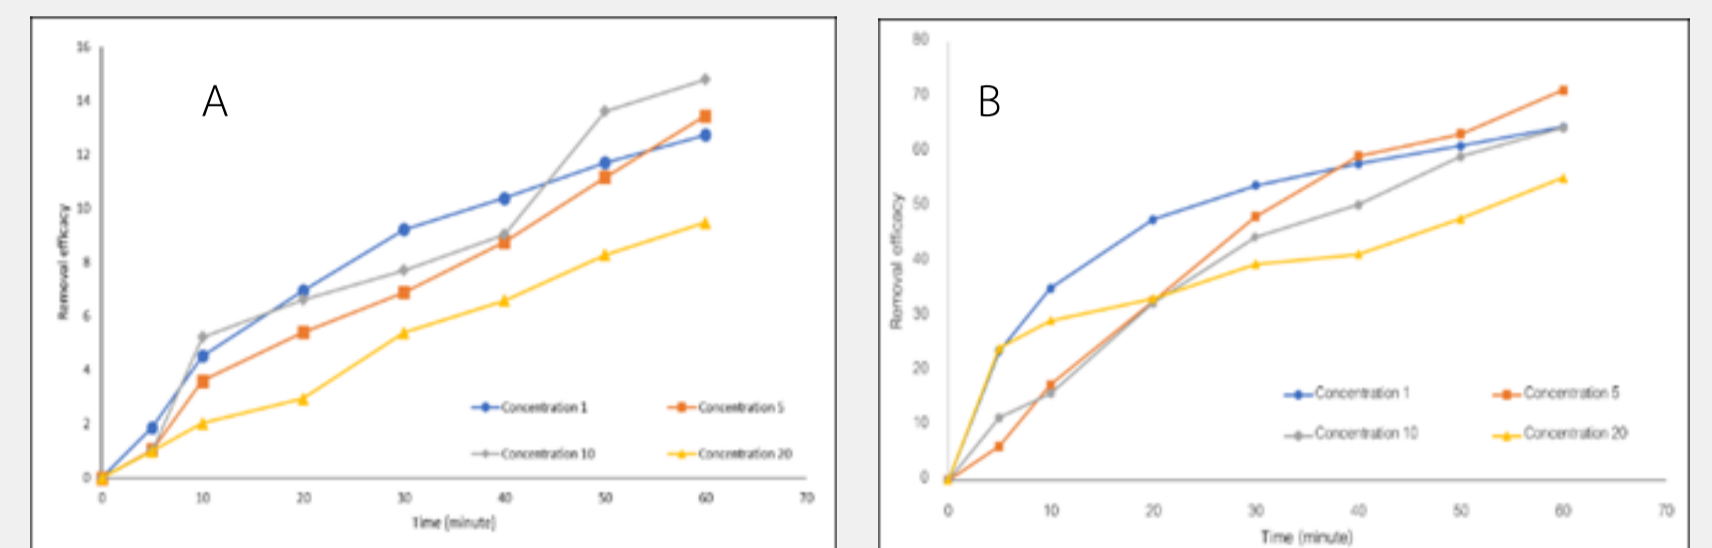 A
16
14
12
10
8
6
4
2
0
Removal efficacy
0 10 20 30 40 50 60 70
Time (minute)
Concentration 1 Concentration 5
Concentration 10 Concentration 20
B
80
70
60
50
40
30
20
10
0
Removal efficacy
0 10 20 30 40 50 60 70
Time (minute)
Concentration 1 Concentration 5
Concentration 10 Concentration 20